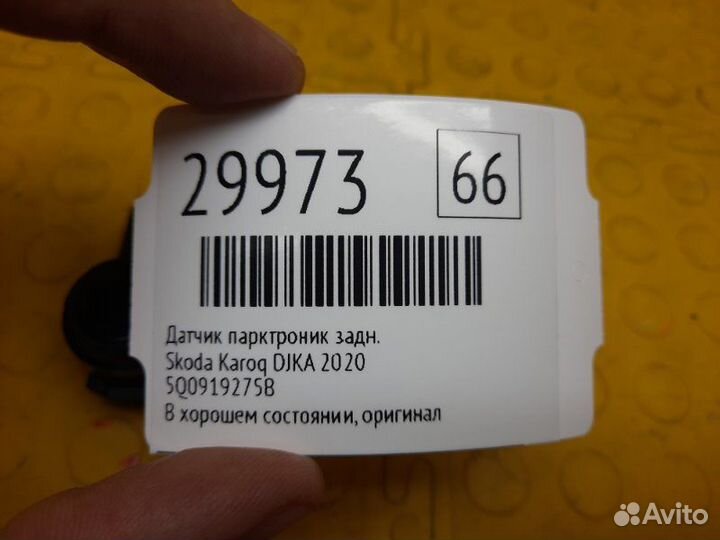 29973
66
Датчик парктроник задн.
Skoda Karoq DJKA 2020
5Q0919275B
В хорошем состоянии, оригинал
Avito